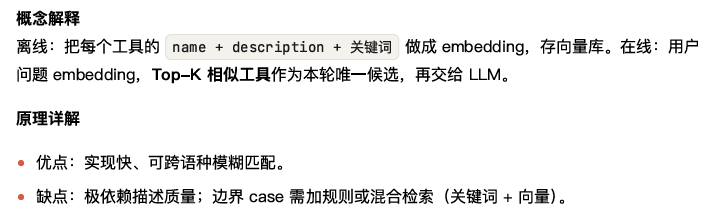 概念解释
离线：把每个工具的 name + description + 关键词 做成 embedding，存向量库。在线：用户
问题 embedding，Top-K 相似工具作为本轮唯一候选，再交给 LLM。
原理详解
• 优点：实现快、可跨语种模糊匹配。
• 缺点：极依赖描述质量；边界 case 需加规则或混合检索（关键词 + 向量）。